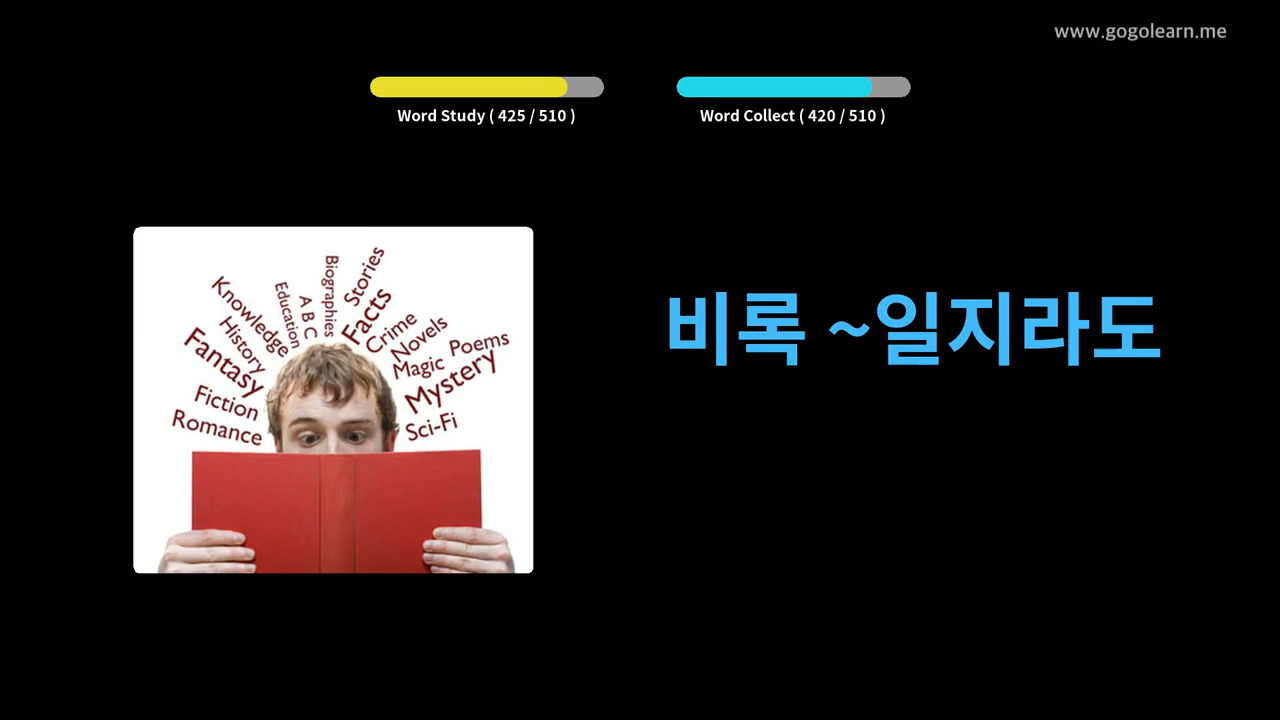 www.gogolearn.me
Word Study ( 425 / 510 )
Word Collect ( 420 / 510 )
비록 ~일지라도
Knowledge
Education
A B C
Biographies
Stories
Facts
Crime
Novels
Poems
History
Fantasy
Magic
Mystery
Fiction
Romance
Sci-Fi